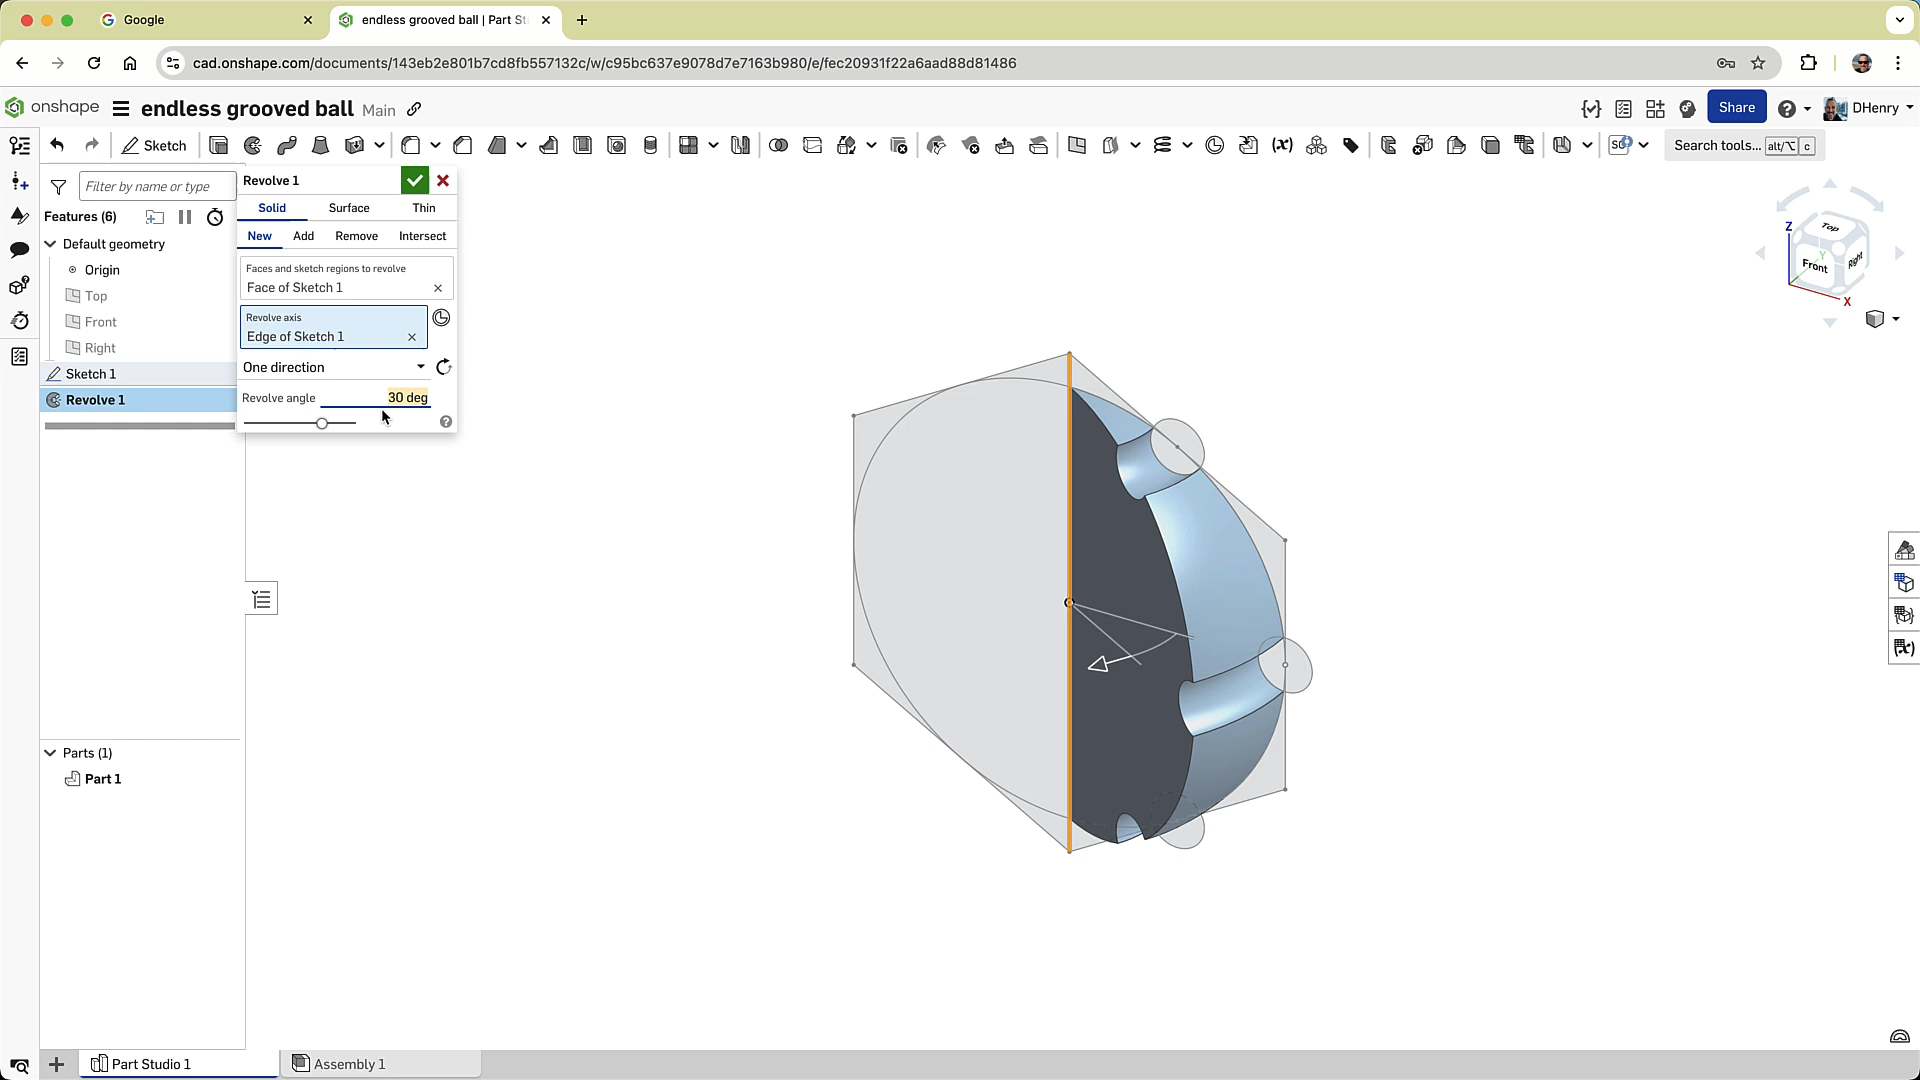 Google
endless grooved ball | Part St
cad.onshape.com/documents/143eb2e801b7cd8fb557132c/w/c95bc637e9078d7e7163b980/e/fec20931f22a6aad88d81486
onshape
endless grooved ball
Main
Share
DHenry
Sketch
Search tools...
alt/⌥
c
Filter by name or type
Features (6)
Default geometry
Origin
Top
Front
Right
Sketch 1
Revolve 1
Revolve 1
Solid
Surface
Thin
New
Add
Remove
Intersect
Faces and sketch regions to revolve
Face of Sketch 1
Revolve axis
Edge of Sketch 1
One direction
Revolve angle
30 deg
Z
Top
Y
Front
Right
X
Parts (1)
Part 1
Part Studio 1
Assembly 1